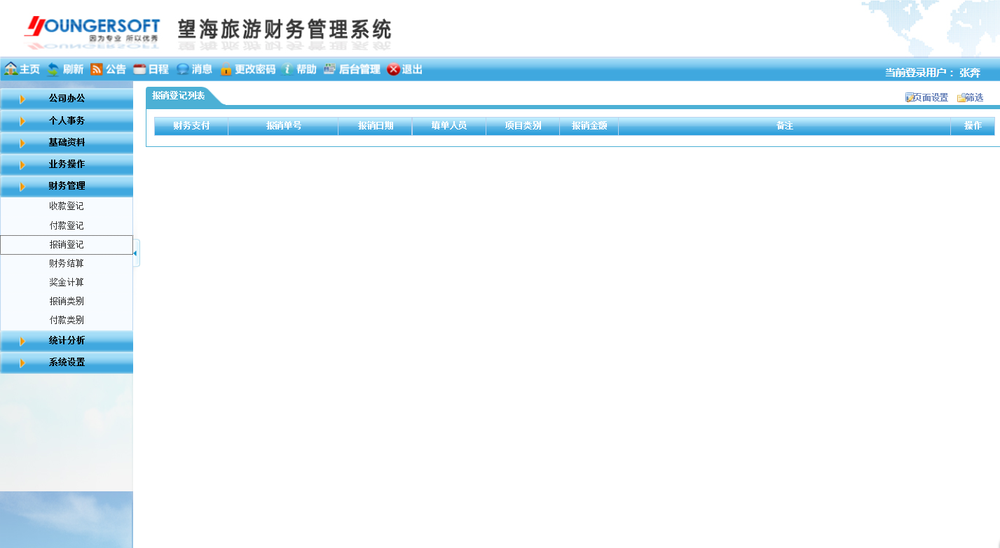 YOUNGERSOFT
因为专业 所以优秀
望海旅游财务管理系统
主页 刷新 公告 日程 消息 更改密码 帮助 后台管理 退出
当前登录用户： 张奔
公司办公
个人事务
基础资料
业务操作
财务管理
收款登记
付款登记
报销登记
财务结算
奖金计算
报销类别
付款类别
统计分析
系统设置
报销登记列表
页面设置 筛选
财务支付 报销单号 报销日期 填单人员 项目类别 报销金额 备注 操作